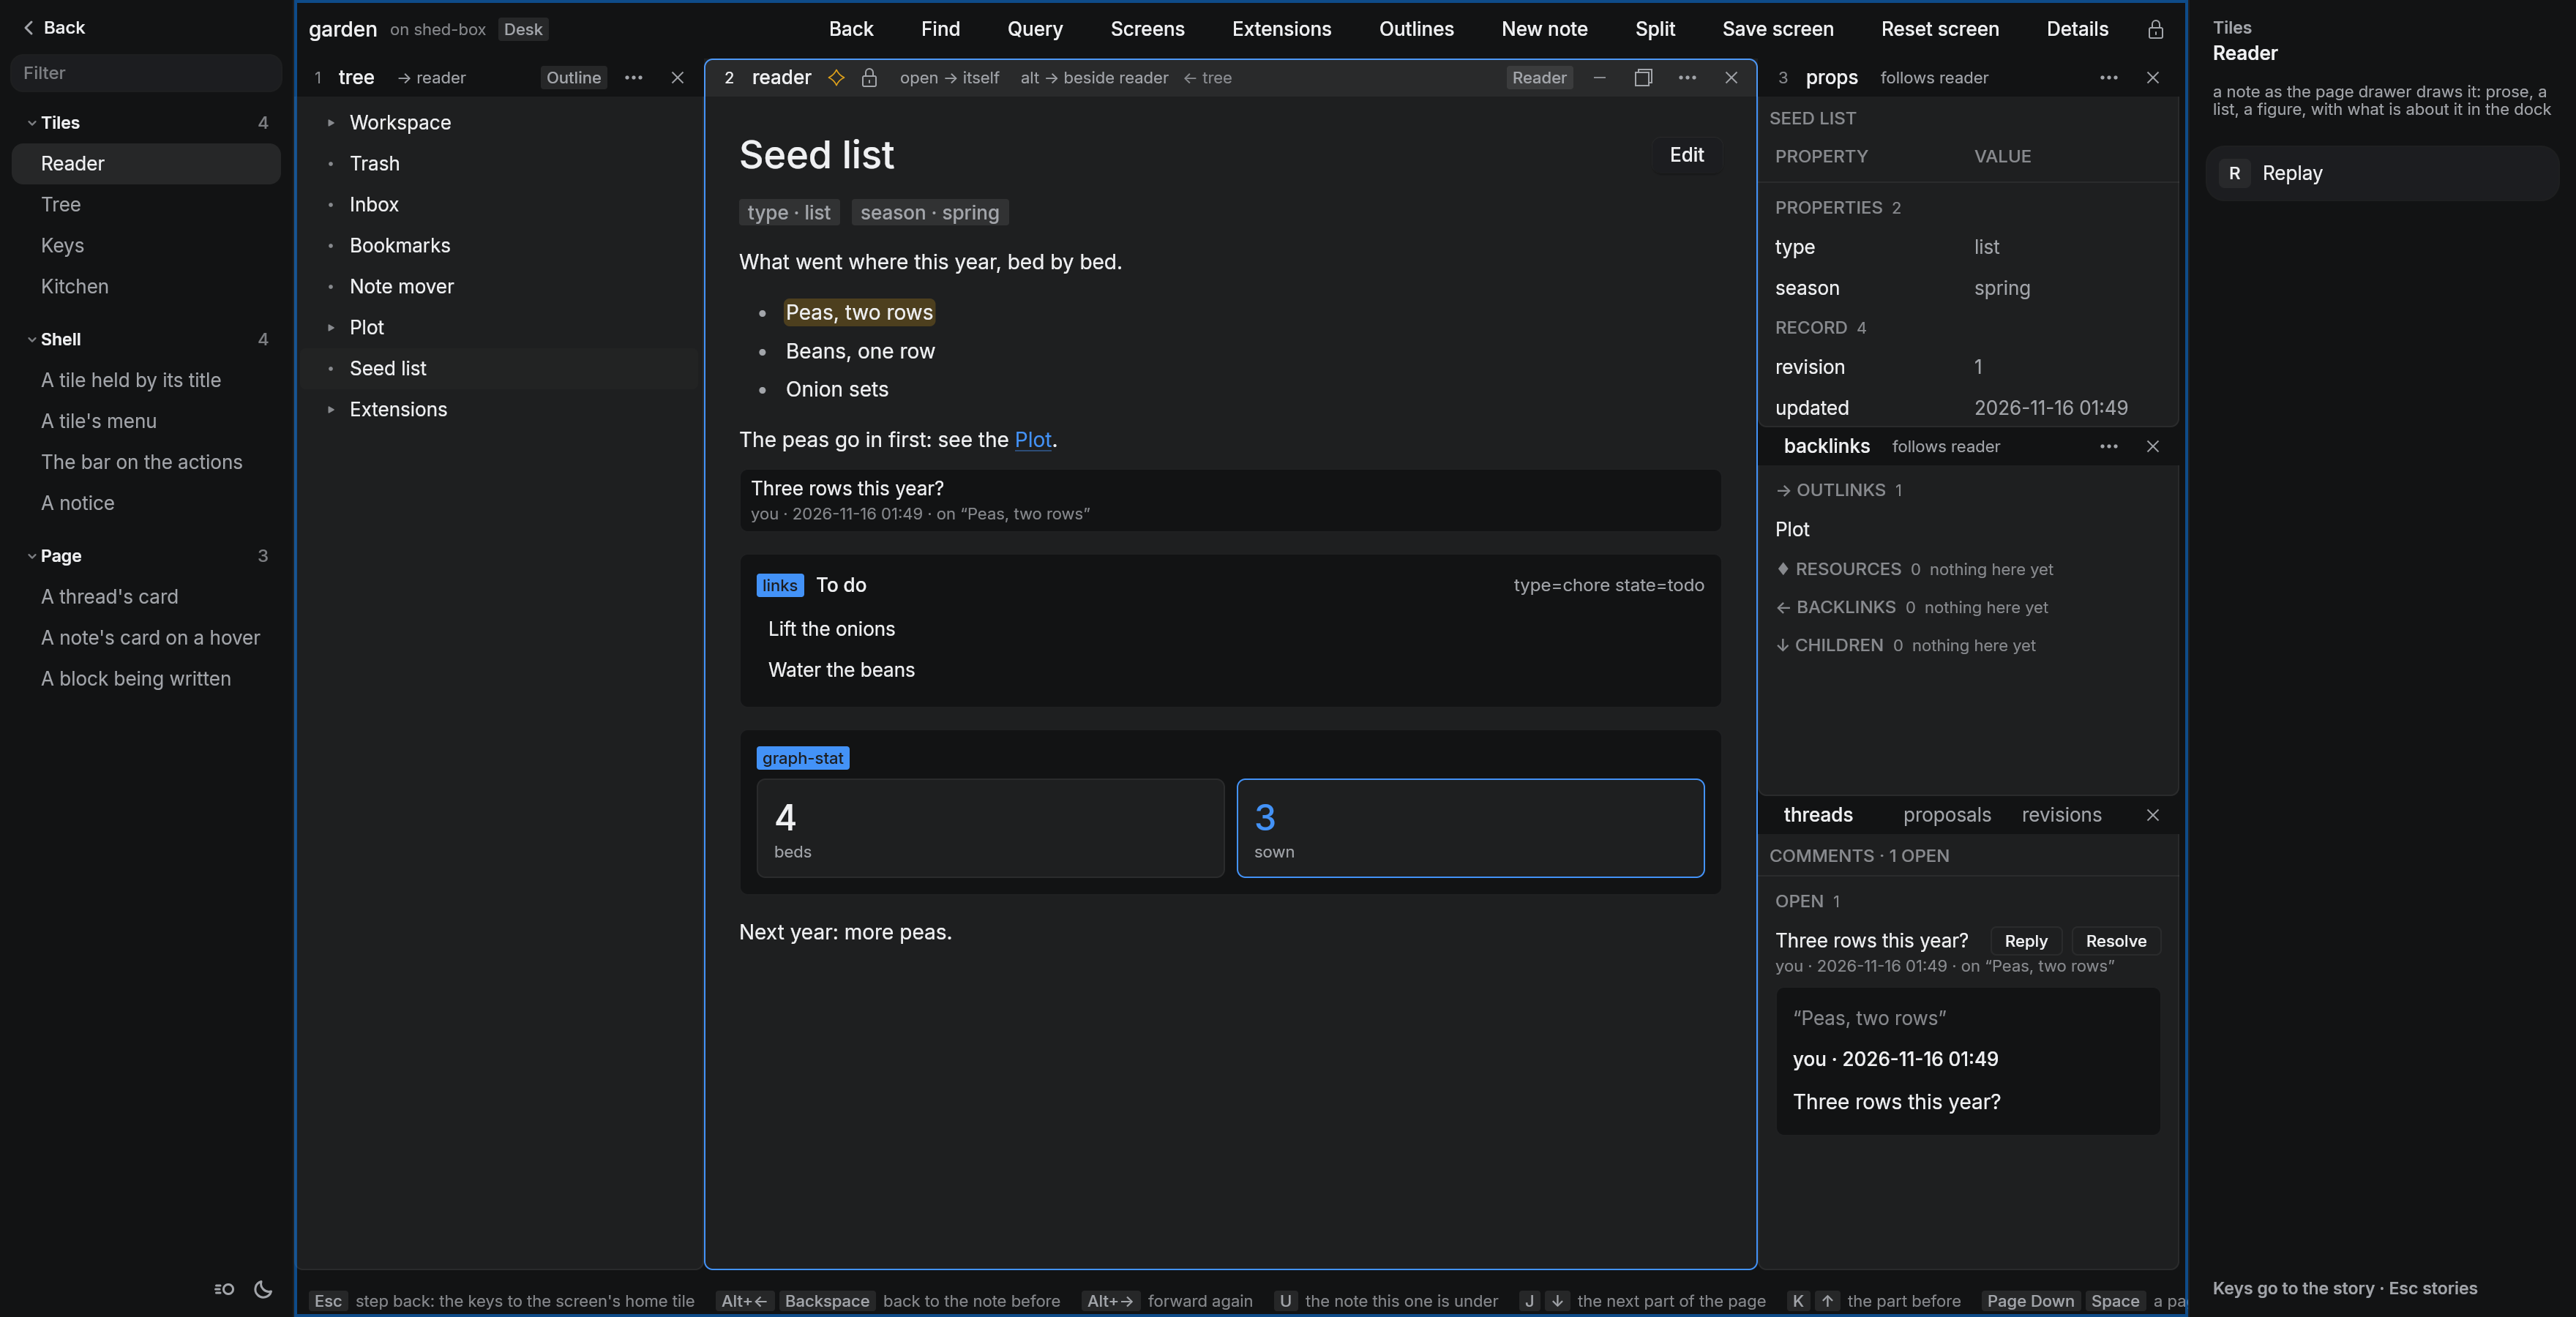 Back
Filter
Tiles 4
Reader
Tree
Keys
Kitchen
Shell 4
A tile held by its title
A tile's menu
The bar on the actions
A notice
Page 3
A thread's card
A note's card on a hover
A block being written
garden on shed-box Desk
Back Find Query Screens Extensions Outlines New note Split Save screen Reset screen Details
1 tree → reader Outline
Workspace
Trash
Inbox
Bookmarks
Note mover
Plot
Seed list
Extensions
2 reader open → itself alt → beside reader ← tree Reader
Seed list
Edit
type · list season · spring
What went where this year, bed by bed.
• Peas, two rows
• Beans, one row
• Onion sets
The peas go in first: see the Plot.
Three rows this year?
you · 2026-11-16 01:49 · on “Peas, two rows”
links To do type=chore state=todo
Lift the onions
Water the beans
graph-stat
4
beds
3
sown
Next year: more peas.
3 props follows reader
SEED LIST
PROPERTY VALUE
PROPERTIES 2
type list
season spring
RECORD 4
revision 1
updated 2026-11-16 01:49
backlinks follows reader
→ OUTLINKS 1
Plot
♦ RESOURCES 0 nothing here yet
← BACKLINKS 0 nothing here yet
↓ CHILDREN 0 nothing here yet
threads proposals revisions
COMMENTS · 1 OPEN
OPEN 1
Three rows this year? Reply Resolve
you · 2026-11-16 01:49 · on “Peas, two rows”
“Peas, two rows”
you · 2026-11-16 01:49
Three rows this year?
Esc step back: the keys to the screen's home tile Alt+← Backspace back to the note before Alt+→ forward again U the note this one is under J ↓ the next part of the page K ↑ the part before Page Down Space a pa
Tiles
Reader
a note as the page drawer draws it: prose, a
list, a figure, with what is about it in the dock
R Replay
Keys go to the story · Esc stories